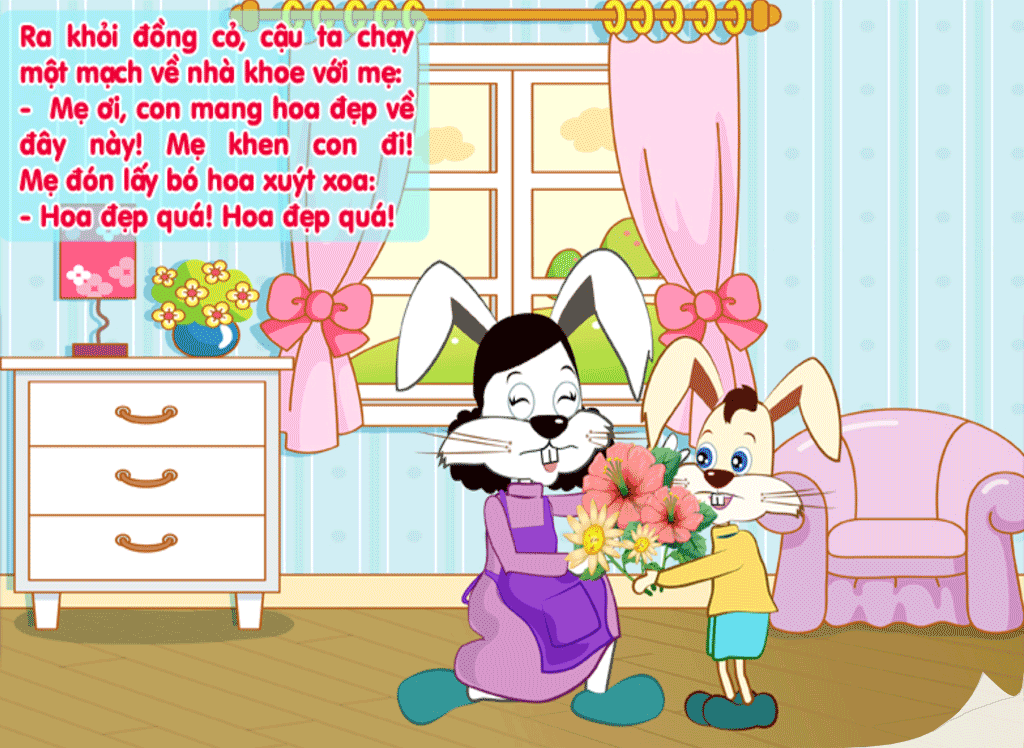 Ra khỏi đồng cỏ, cậu ta chạy
một mạch về nhà khoe với mẹ:
- Mẹ ơi, con mang hoa đẹp về
đây này! Mẹ khen con đi!
Mẹ đón lấy bó hoa xuýt xoa:
- Hoa đẹp quá! Hoa đẹp quá!